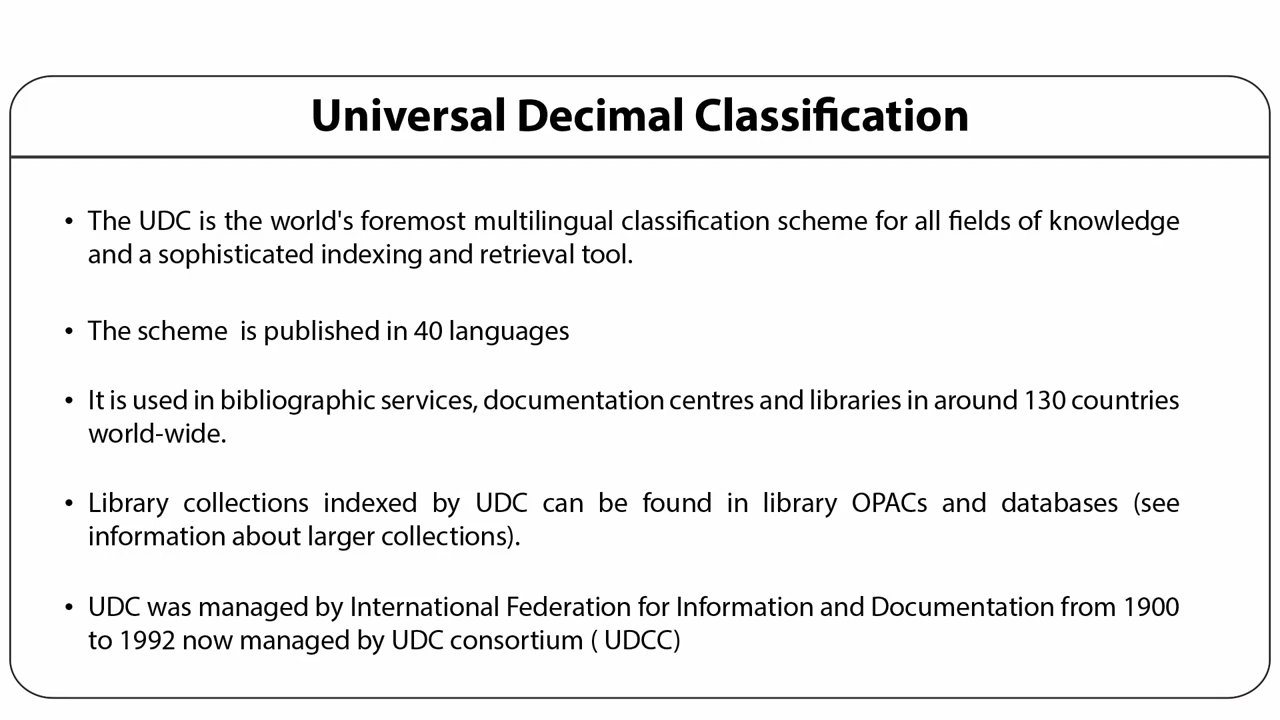 Universal Decimal Classification
• The UDC is the world's foremost multilingual classification scheme for all fields of knowledge
and a sophisticated indexing and retrieval tool.
• The scheme  is published in 40 languages
• It is used in bibliographic services, documentation centres and libraries in around 130 countries
world-wide.
• Library collections indexed by UDC can be found in library OPACs and databases (see
information about larger collections).
• UDC was managed by International Federation for Information and Documentation from 1900
to 1992 now managed by UDC consortium ( UDCC)